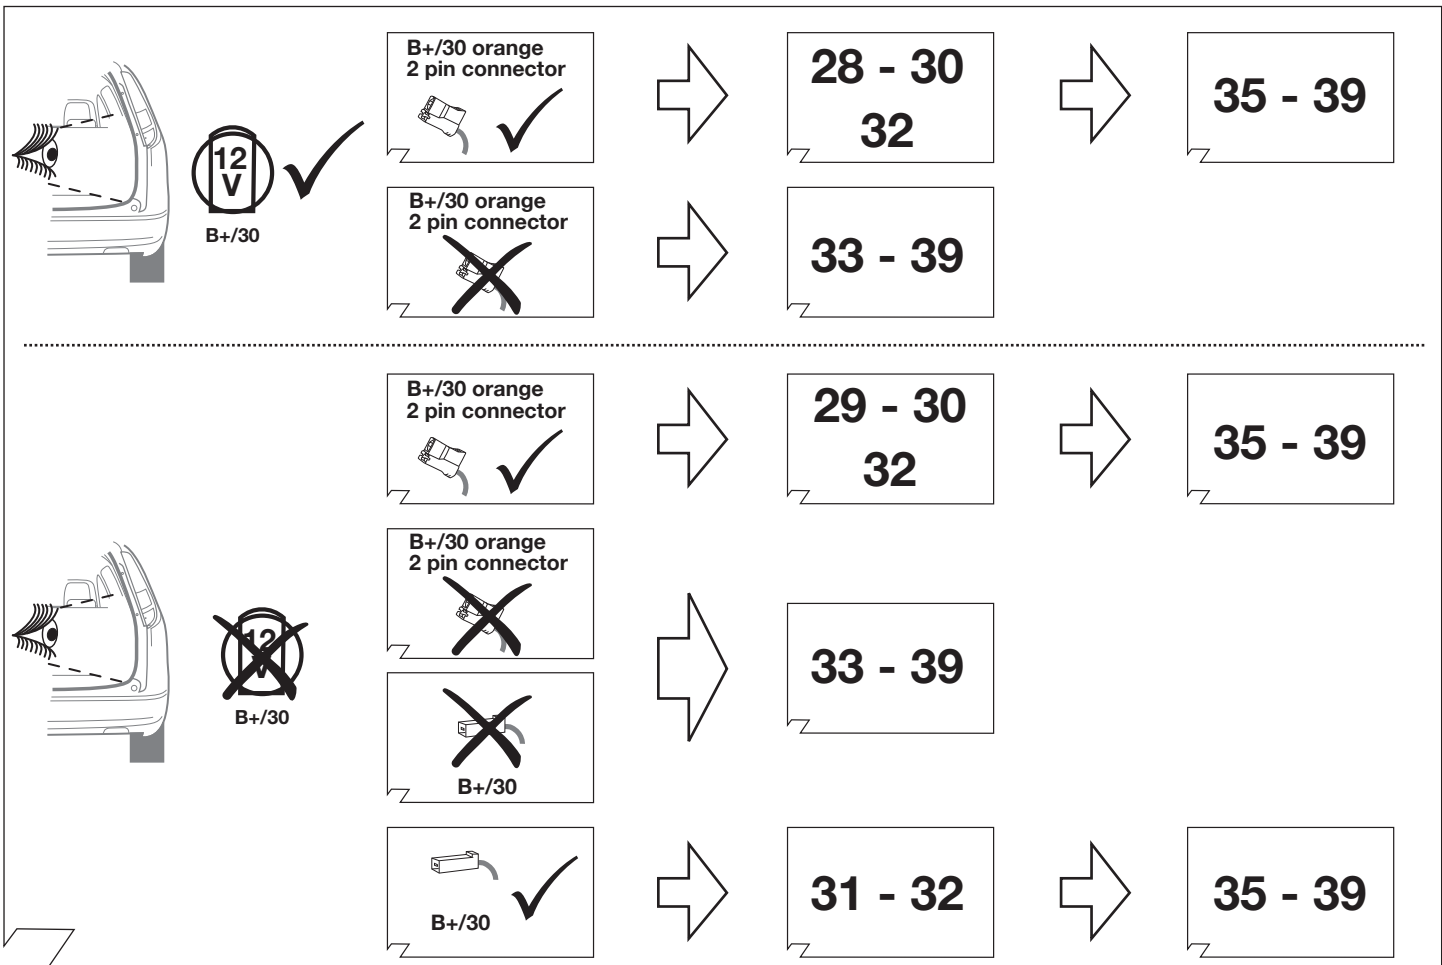 B+/30 orange
2 pin connector
28 - 30
32
35 - 39
12
V
B+/30
B+/30 orange
2 pin connector
33 - 39
B+/30 orange
2 pin connector
29 - 30
32
35 - 39
B+/30 orange
2 pin connector
12
V
B+/30
33 - 39
B+/30
B+/30
31 - 32
35 - 39